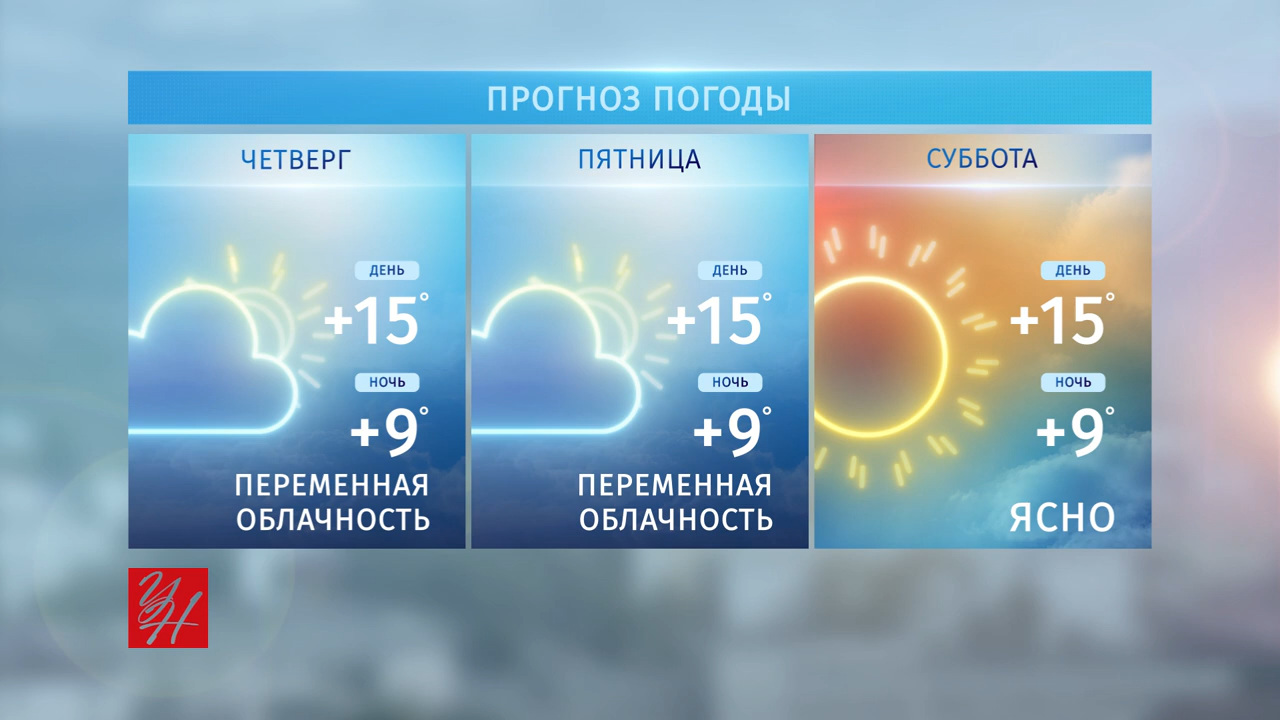 ПРОГНОЗ ПОГОДЫ
ЧЕТВЕРГ
ДЕНЬ
+15°
НОЧЬ
+9°
ПЕРЕМЕННАЯ
ОБЛАЧНОСТЬ
ПЯТНИЦА
ДЕНЬ
+15°
НОЧЬ
+9°
ПЕРЕМЕННАЯ
ОБЛАЧНОСТЬ
СУББОТА
ДЕНЬ
+15°
НОЧЬ
+9°
ЯСНО
УН